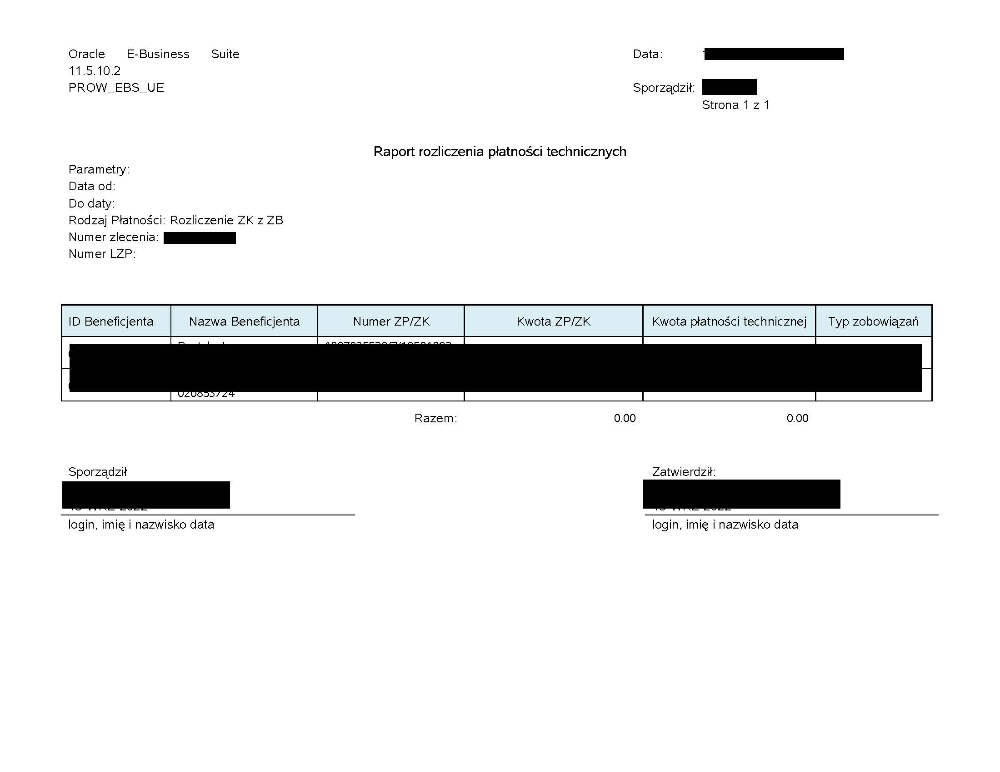 Oracle E-Business Suite
11.5.10.2
PROW_EBS_UE
Data:
Sporządził:
Strona 1 z 1
Raport rozliczenia płatności technicznych
Parametry:
Data od:
Do daty:
Rodzaj Płatności: Rozliczenie ZK z ZB
Numer zlecenia:
Numer LZP:
ID Beneficjenta Nazwa Beneficjenta Numer ZP/ZK Kwota ZP/ZK Kwota płatności technicznej Typ zobowiązań
Razem: 0.00 0.00
Sporządził
Zatwierdził:
login, imię i nazwisko data
login, imię i nazwisko data